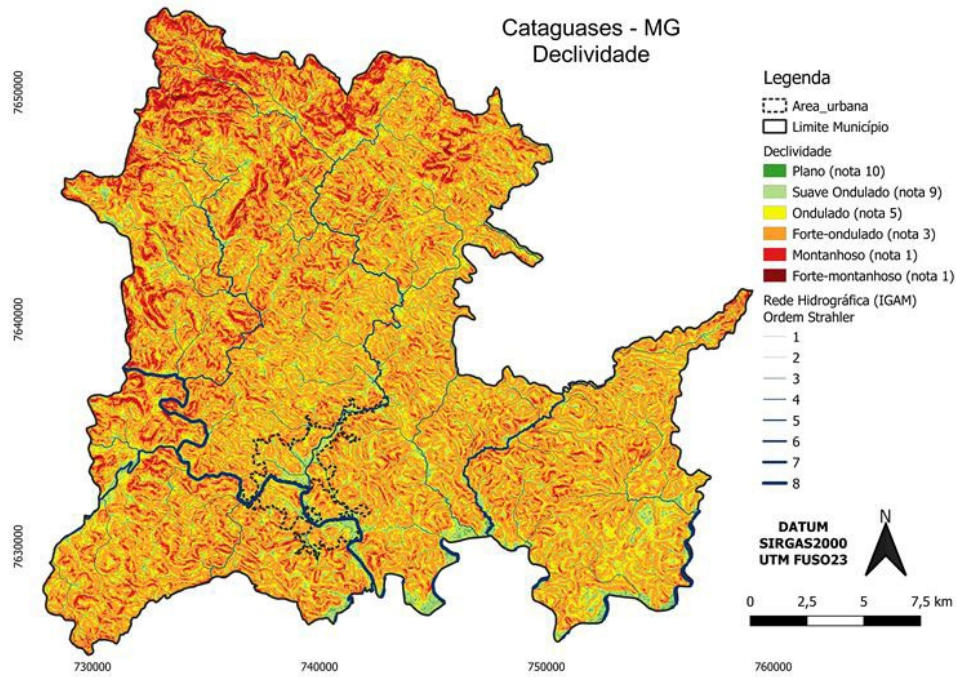 Cataguases - MG
Declividade
Legenda
Area_urbana
Limite Município
Declividade
Plano (nota 10)
Suave Ondulado (nota 9)
Ondulado (nota 5)
Forte-ondulado (nota 3)
Montanhoso (nota 1)
Forte-montanhoso (nota 1)
Rede Hidrográfica (IGAM)
Ordem Strahler
1
2
3
4
5
6
7
8
DATUM
SIRGAS2000
UTM FUSO23
N
0 2,5 5 7,5 km
7650000
7640000
7630000
730000 740000 750000 760000